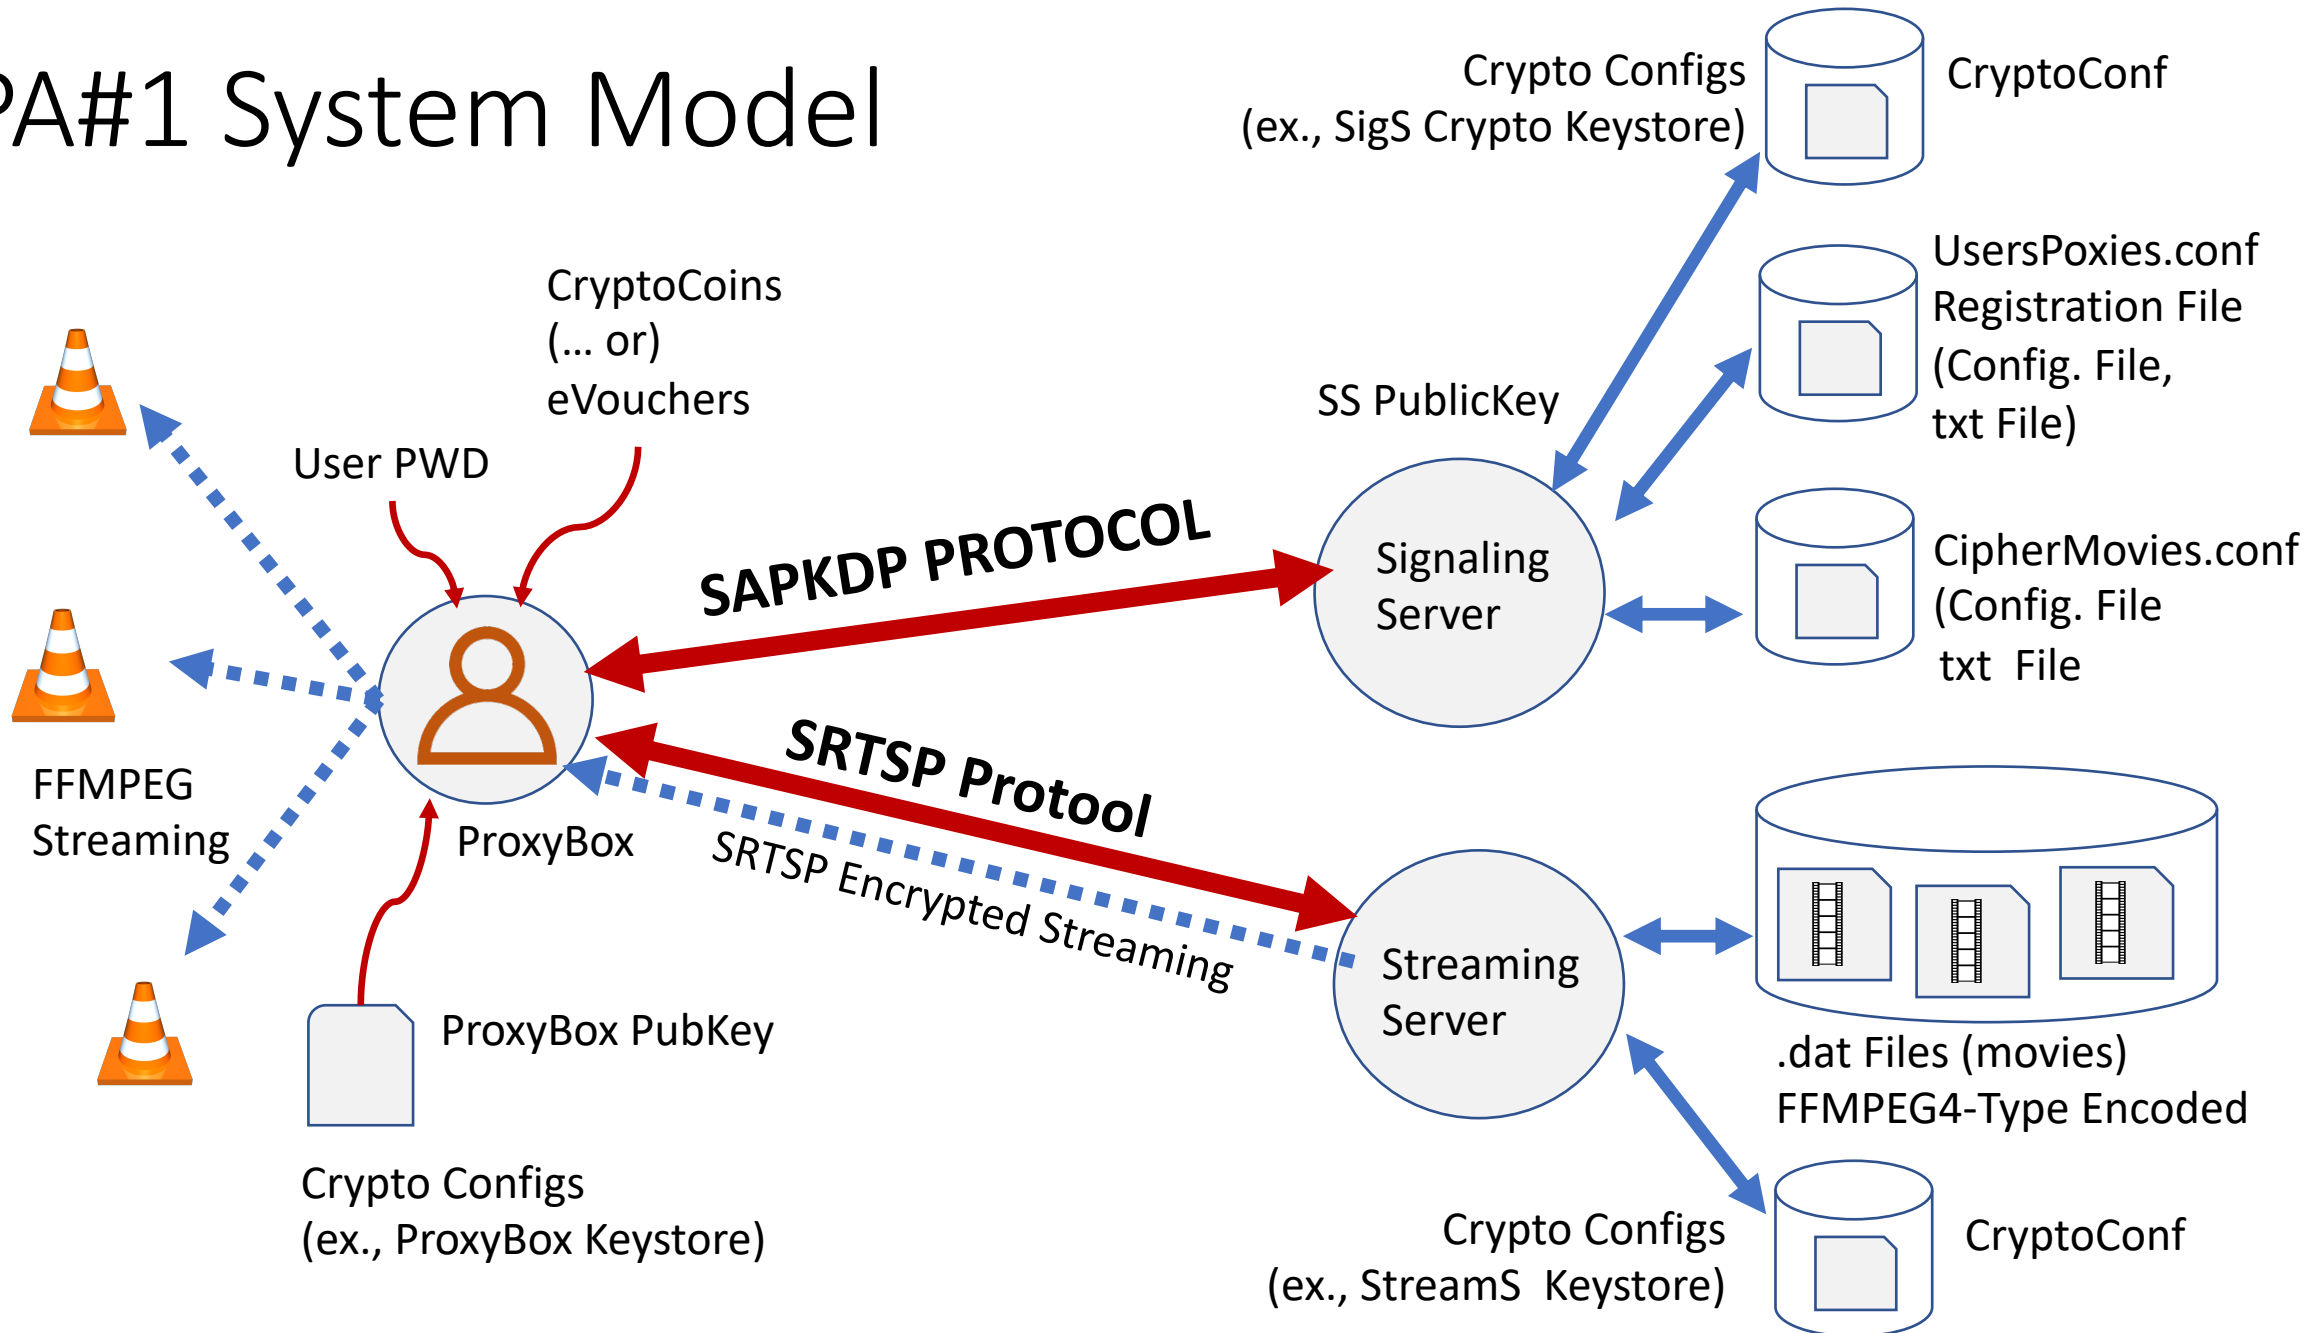 PA#1 System Model
Crypto Configs
(ex., SigS Crypto Keystore)
CryptoConf
UsersPoxies.conf
Registration File
(Config. File,
txt File)
CryptoCoins
(... or)
eVouchers
User PWD
SS PublicKey
SAPKDP PROTOCOL
Signaling
Server
CipherMovies.conf
(Config. File
txt File
FFMPEG
Streaming
ProxyBox
SRTSP Protool
SRTSP Encrypted Streaming
Streaming
Server
.dat Files (movies)
FFMPEG4-Type Encoded
ProxyBox PubKey
Crypto Configs
(ex., ProxyBox Keystore)
Crypto Configs
(ex., StreamS Keystore)
CryptoConf